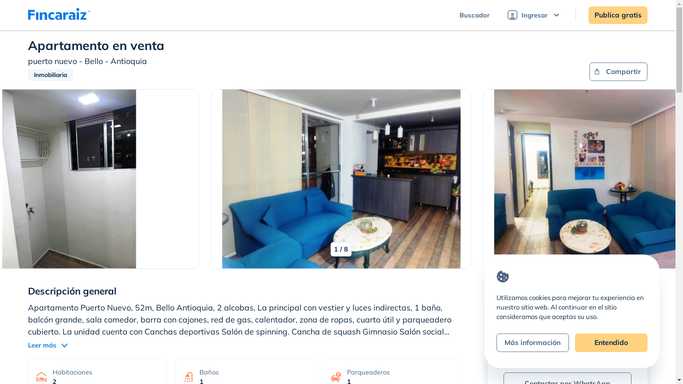 Fincaraiz
Buscador
Ingresar
Publica gratis
Apartamento en venta
puerto nuevo - Bello - Antioquia
Inmobiliaria
Compartir
1 / 8
Descripción general
Apartamento Puerto Nuevo, 52m, Bello Antioquia, 2 alcobas, La principal con vestier y luces indirectas, 1 baña,
balcón grande, sala comedor, barra con cajones, red de gas, calentador, zona de ropas, cuarto útil y parqueadero
cubierto. La unidad cuenta con Canchas deportivas Salón de spinning, Cancha de squash Gimnasio Salón social...
Leer más
Habitaciones
2
Baños
1
Parqueaderos
1
Utilizamos cookies para mejorar tu experiencia en
nuestro sitio web. Al continuar en el sitio
consideramos que aceptas su uso.
Más información
Entendido
Contactar por WhatsApp